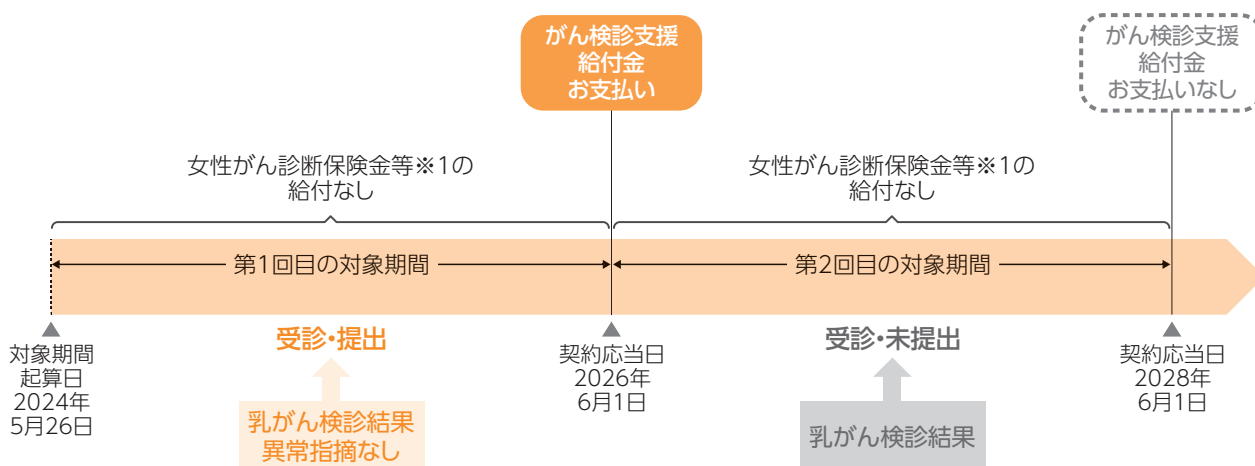 がん検診支援
給付金
お支払い
がん検診支援
給付金
お支払いなし
女性がん診断保険金等※1の
給付なし
女性がん診断保険金等※1の
給付なし
第1回目の対象期間
第2回目の対象期間
対象期間
起算日
2024年
5月26日
受診・提出
乳がん検診結果
異常指摘なし
契約応当日
2026年
6月1日
受診・未提出
乳がん検診結果
契約応当日
2028年
6月1日